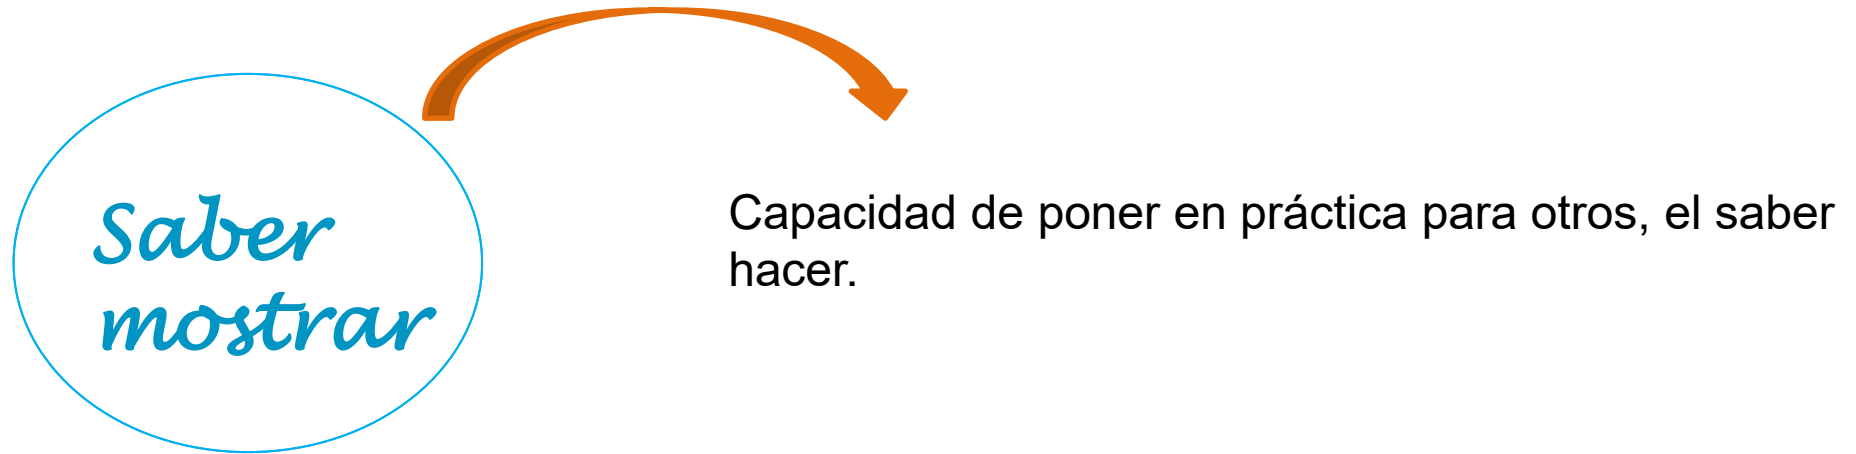 Saber
mostrar
Capacidad de poner en práctica para otros, el saber
hacer.